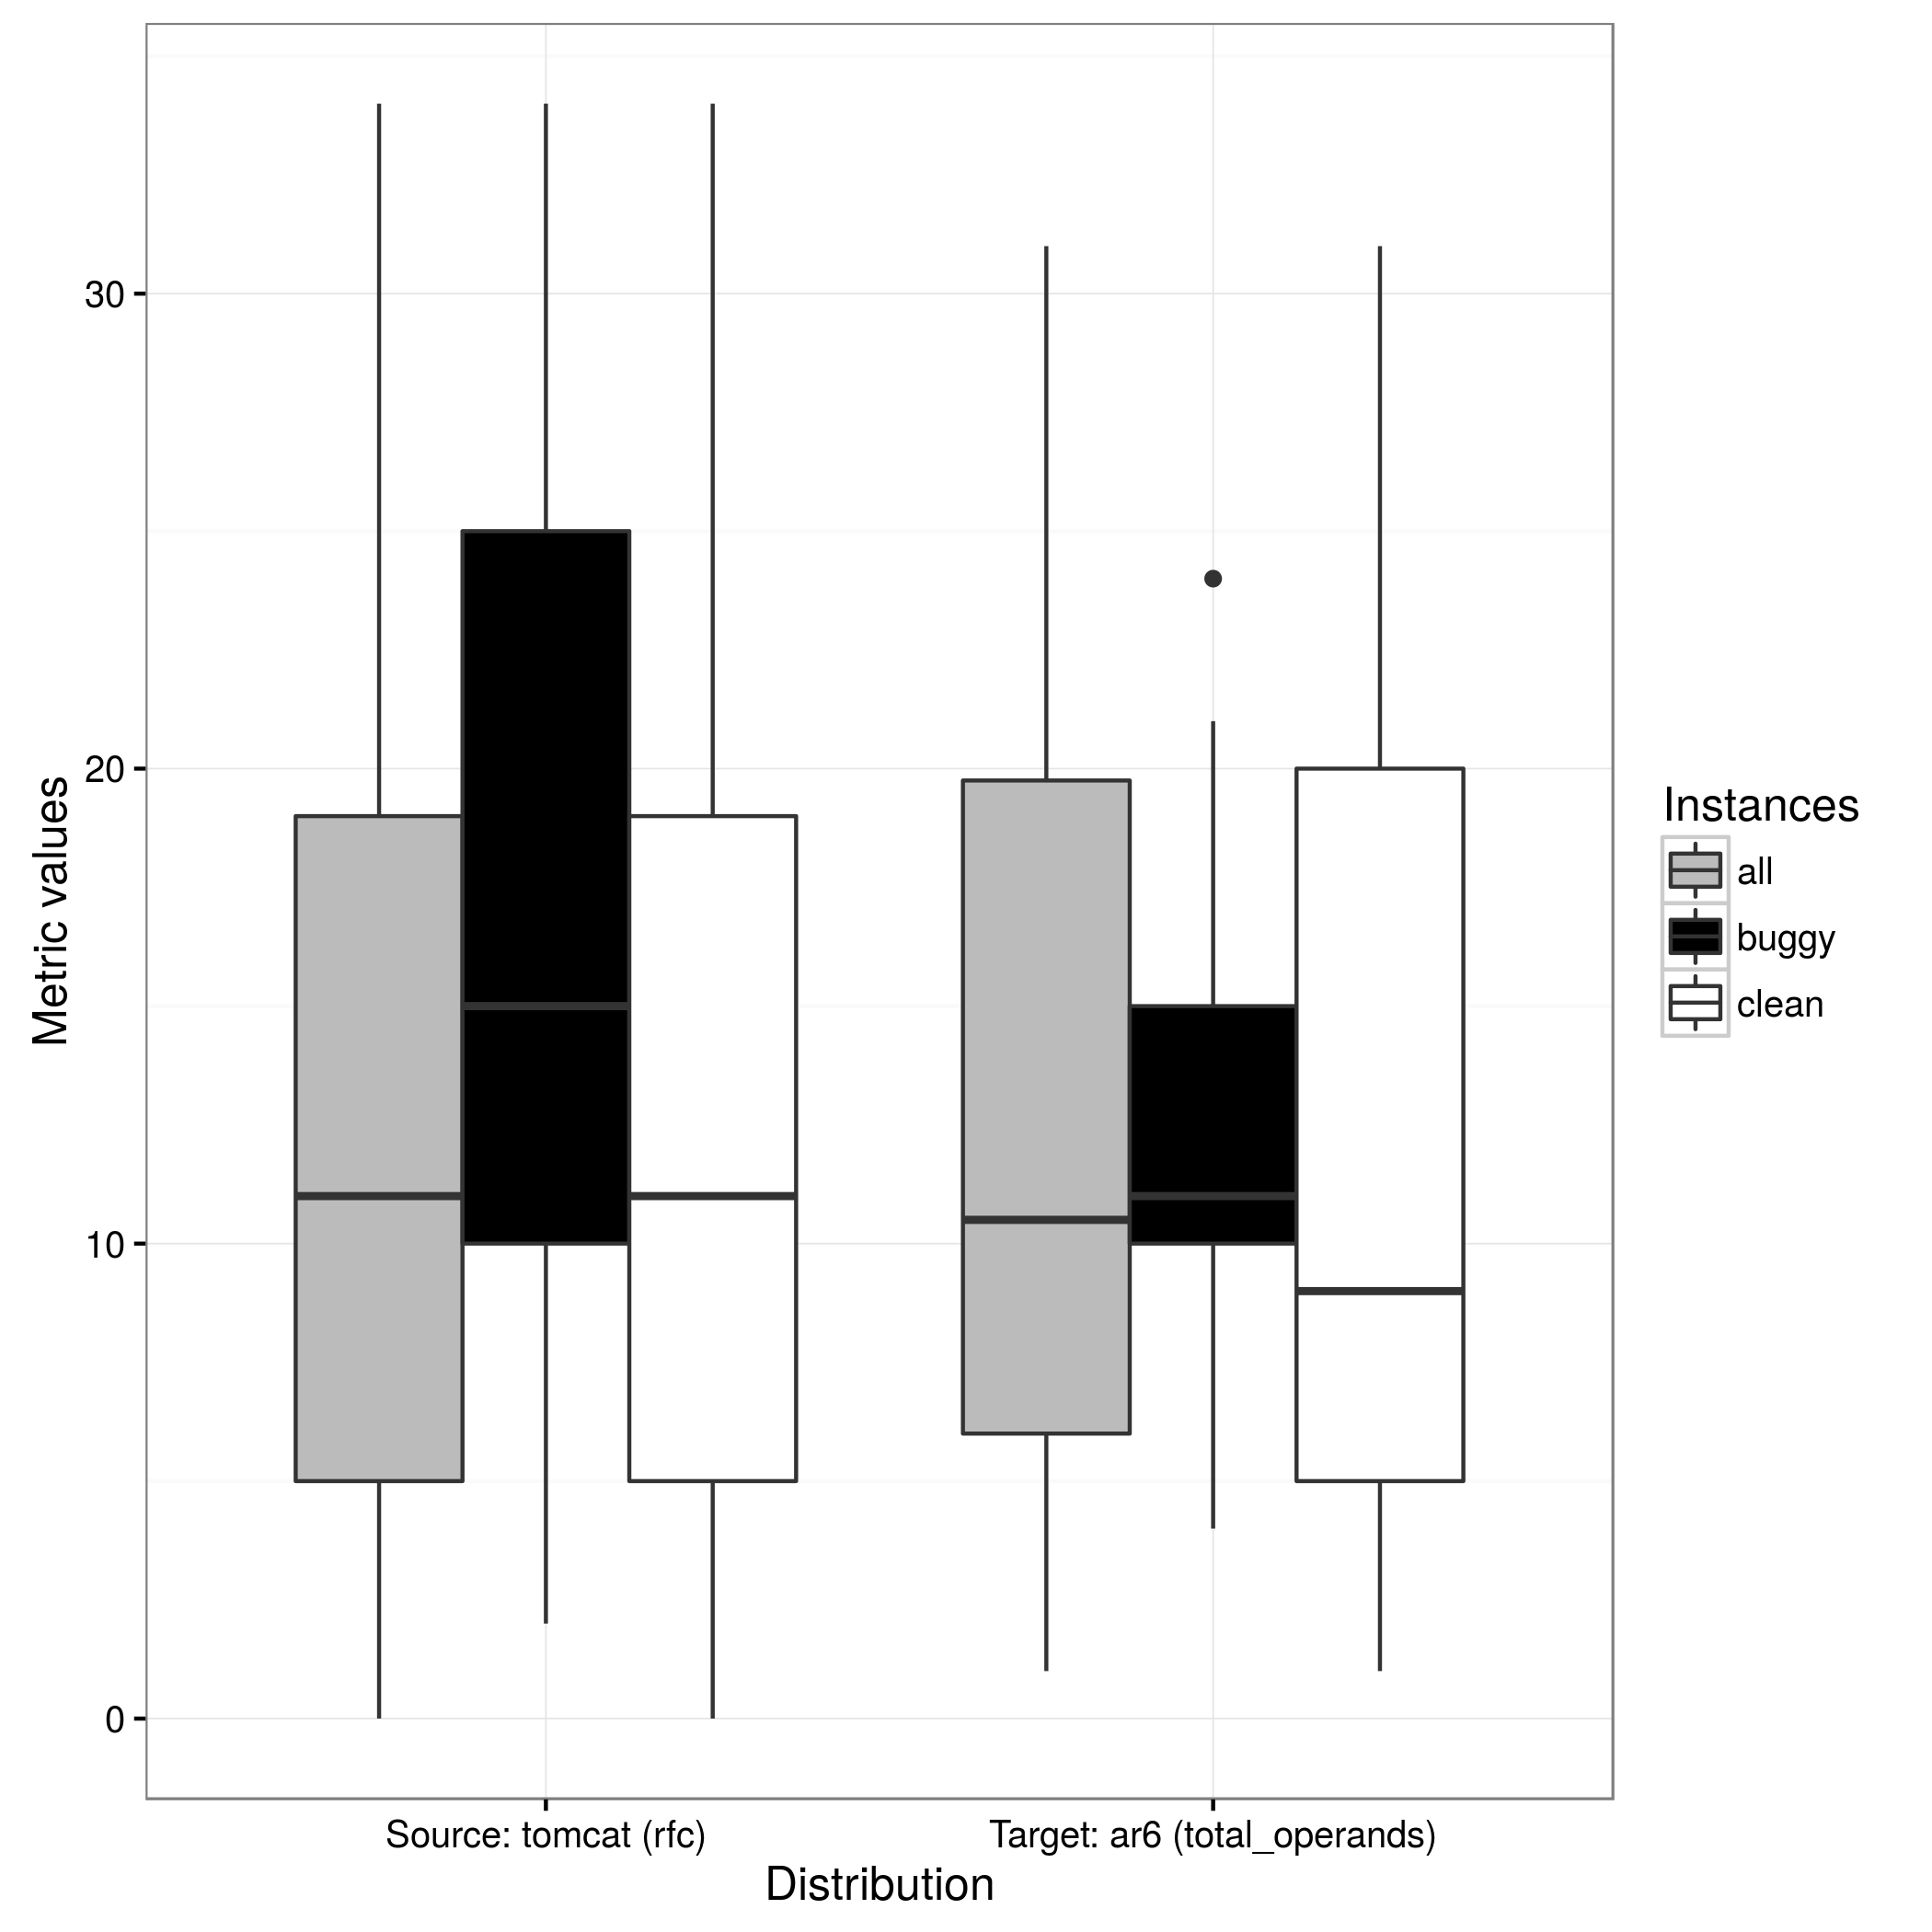 Metric values
30
20
10
0
Source: tomcat (rfc)
Target: ar6 (total_operands)
Distribution
Instances
all
buggy
clean